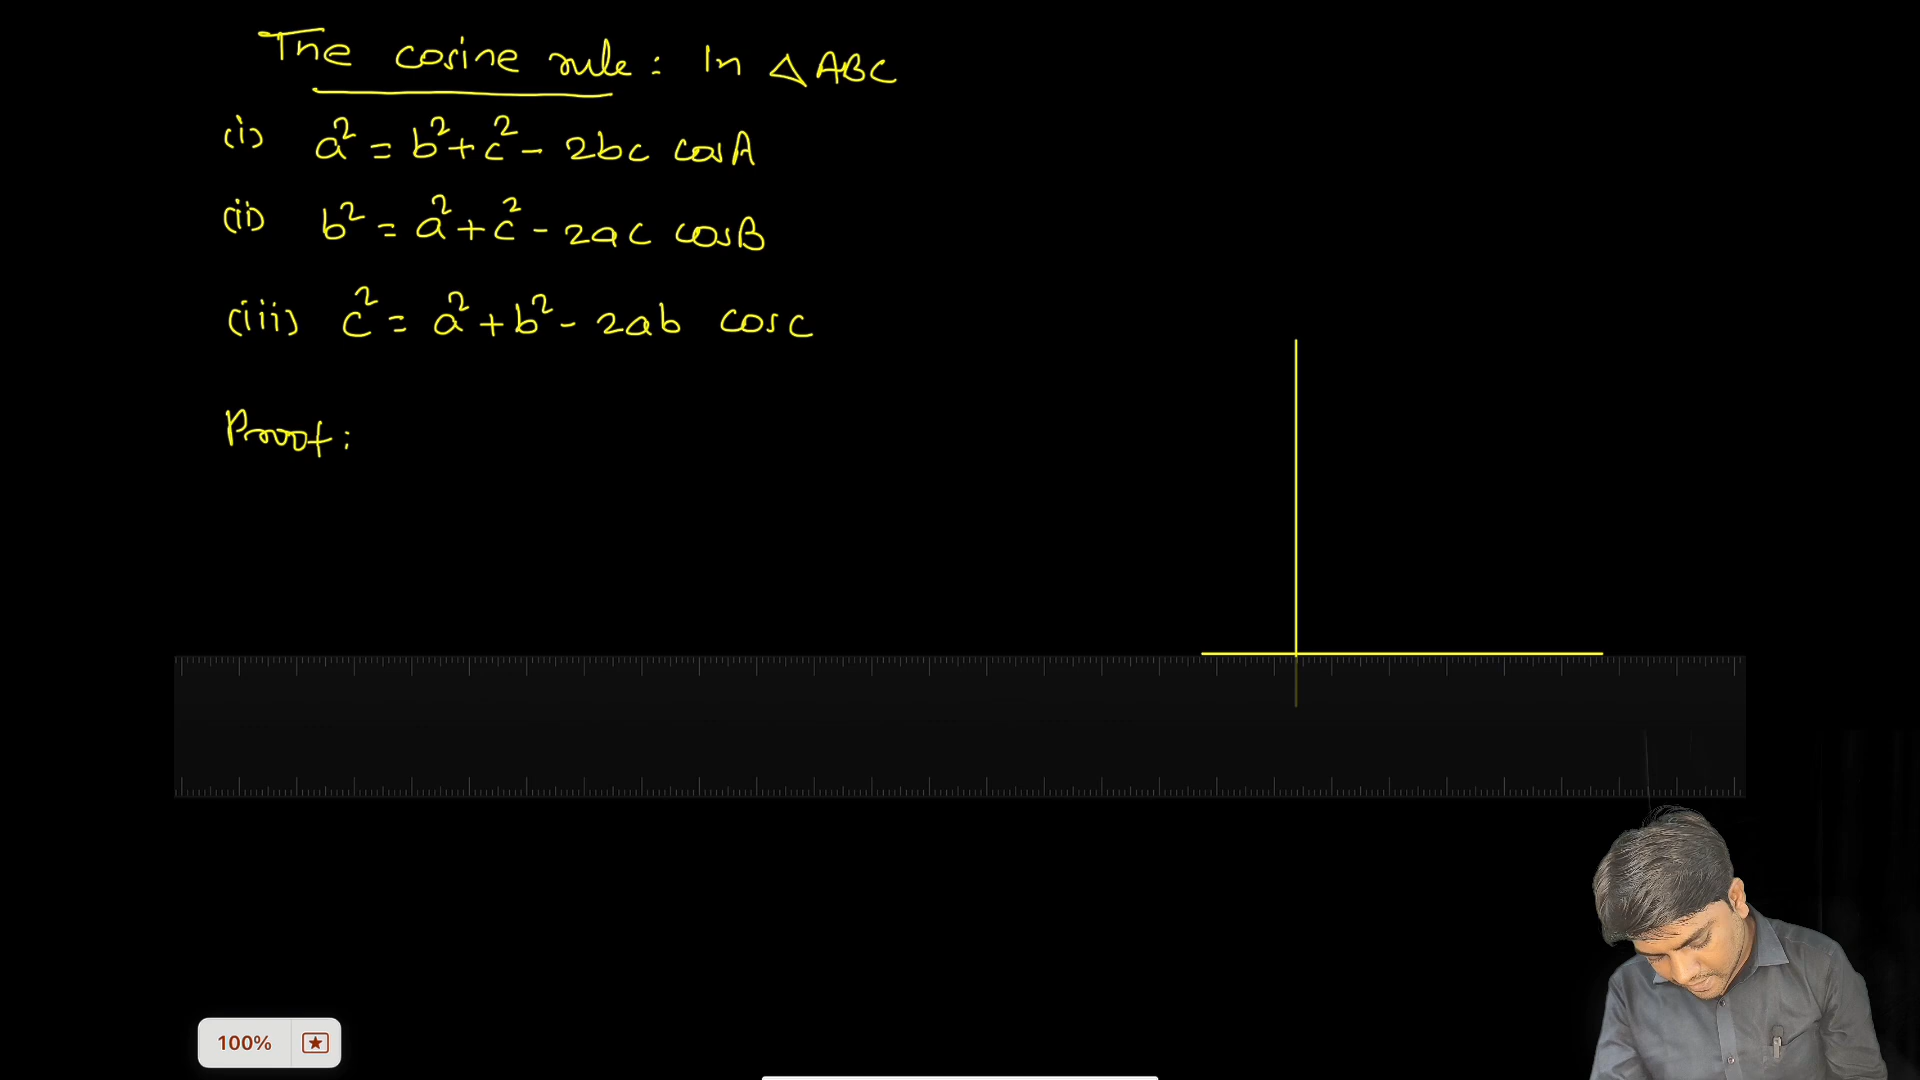 The cosine rule : In △ABC
(i) a² = b² + c² - 2bc cosA
(ii) b² = a² + c² - 2ac cosB
(iii) c² = a² + b² - 2ab cosc
Proof :
100%